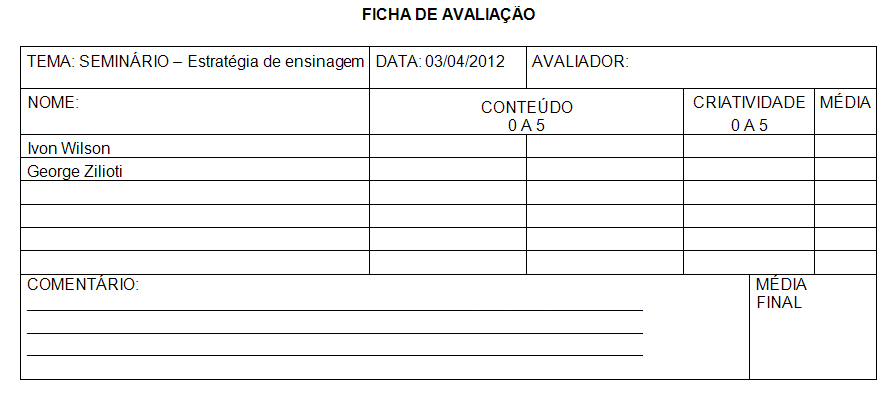 FICHA DE AVALIAÇÃO
TEMA: SEMINÁRIO – Estratégia de ensinagem DATA: 03/04/2012 AVALIADOR:
NOME: CONTEÚDO CRIATIVIDADE MÉDIA
0 A 5 0 A 5
Ivon Wilson
George Zilioti
COMENTÁRIO: MÉDIA
FINAL